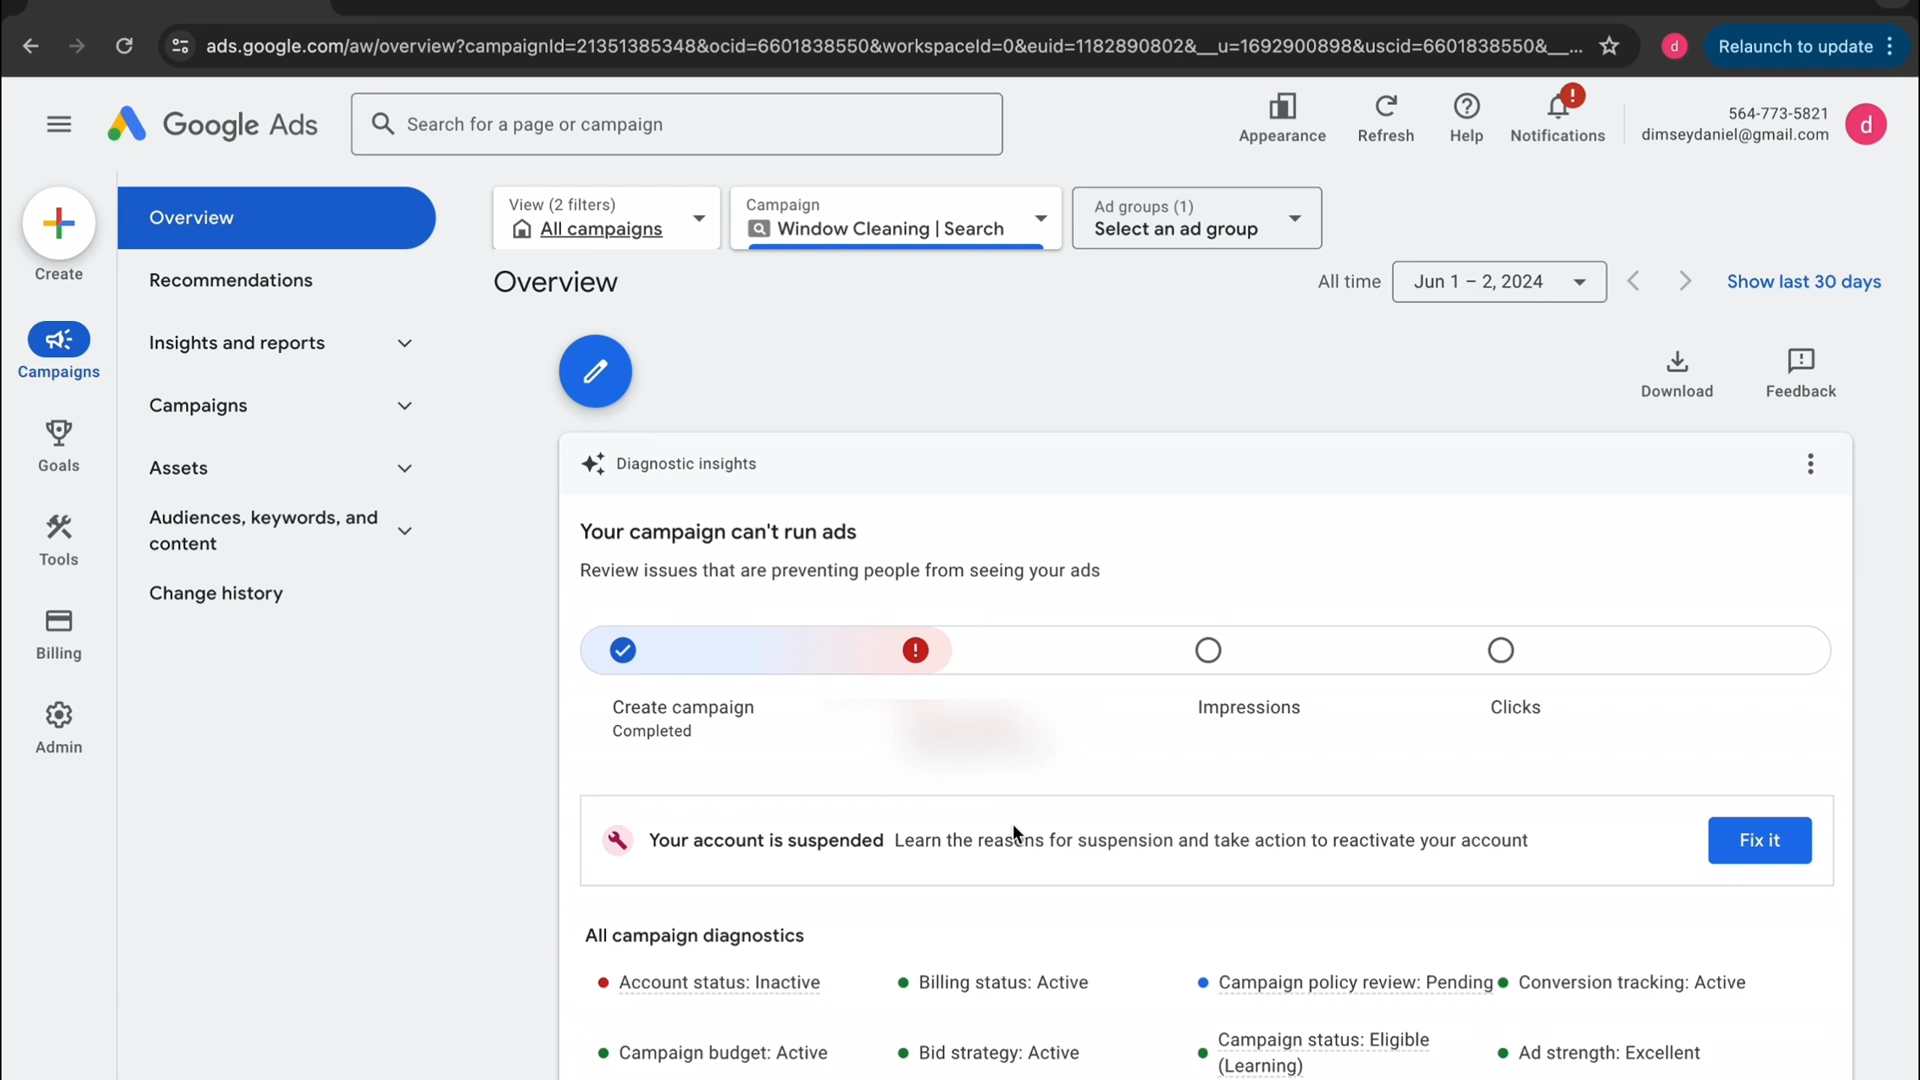 ads.google.com/aw/overview?campaignId=21351385348&ocid=6601838550&workspaceId=0&euid=1182890802&__u=1692900898&uscid=6601838550&__...
d
Relaunch to update
Google Ads
Search for a page or campaign
Appearance
Refresh
Help
!
Notifications
564-773-5821
dimseydaniel@gmail.com
d
Create
Campaigns
Goals
Tools
Billing
Admin
Overview
Recommendations
Insights and reports
Campaigns
Assets
Audiences, keywords, and
content
Change history
View (2 filters)
All campaigns
Campaign
Window Cleaning | Search
Ad groups (1)
Select an ad group
Overview
All time
Jun 1 – 2, 2024
Show last 30 days
Download
Feedback
Diagnostic insights
Your campaign can't run ads
Review issues that are preventing people from seeing your ads
!
Create campaign
Completed
Impressions
Clicks
Your account is suspended Learn the reasons for suspension and take action to reactivate your account
Fix it
All campaign diagnostics
Account status: Inactive
Billing status: Active
Campaign policy review: Pending
Conversion tracking: Active
Campaign budget: Active
Bid strategy: Active
Campaign status: Eligible
(Learning)
Ad strength: Excellent